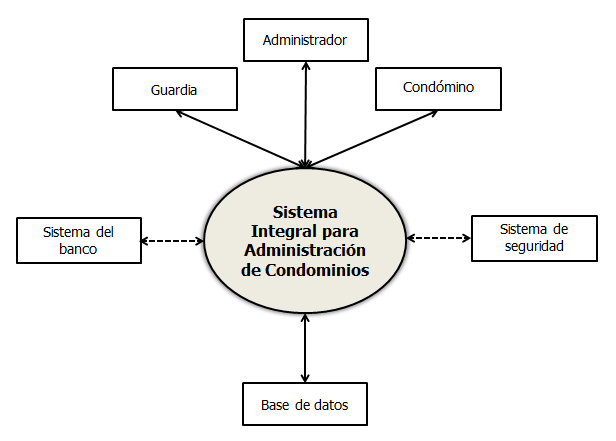 Administrador
Guardia
Condómino
Sistema
Integral para
Administración
de Condominios
Sistema del
banco
Sistema de
seguridad
Base de datos